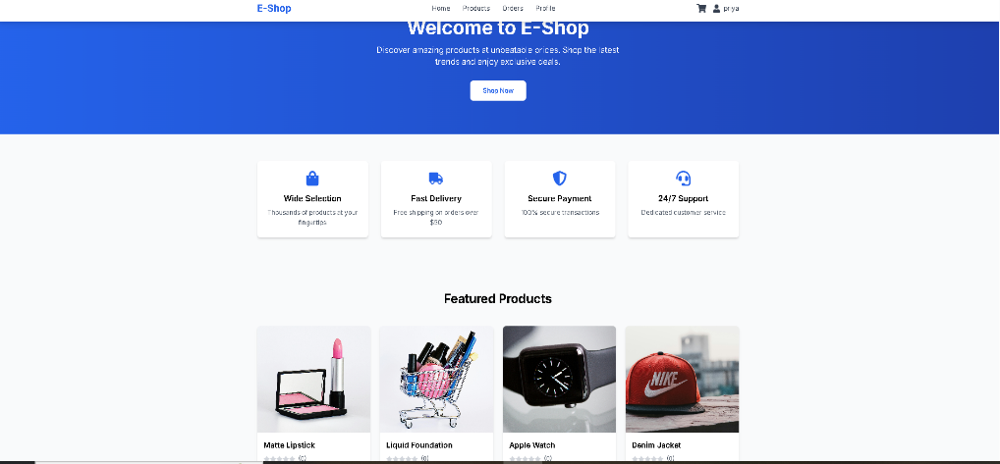 E-Shop
Home Products Orders Profile
priya
Welcome to E-Shop
Discover amazing products at unbeatable prices. Shop the latest
trends and enjoy exclusive deals.
Shop Now
Wide Selection
Thousands of products at your
fingertips
Fast Delivery
Free shipping on orders over
$50
Secure Payment
100% secure transactions
24/7 Support
Dedicated customer service
Featured Products
NIKE
Matte Lipstick
(0)
Liquid Foundation
(0)
Apple Watch
(0)
Denim Jacket
(0)